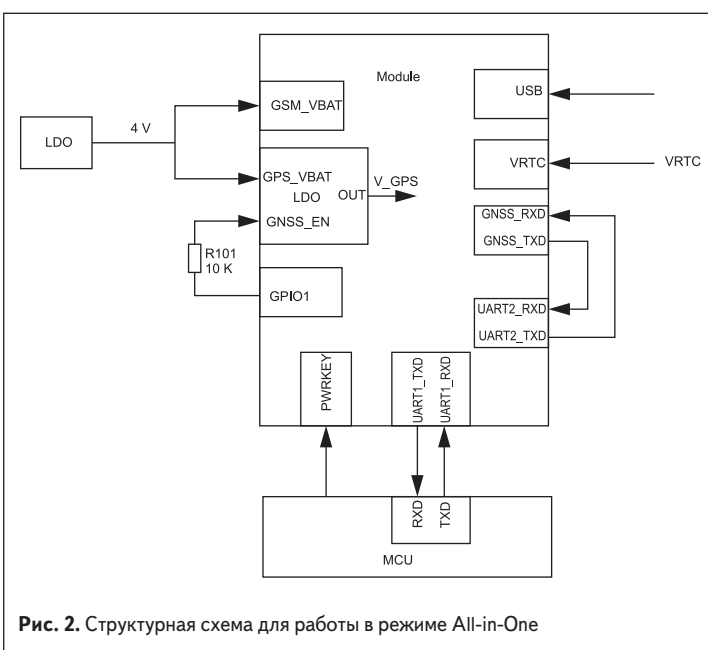 Module
USB
GSM_VBAT
4 V
LDO
VRTC
VRTC
GPS_VBAT
V_GPS
LDO
OUT
GNSS_EN
GNSS_RXD
GNSS_TXD
R101
10 K
GPIO1
UART2_RXD
UART2_TXD
PWRKEY
UART1_TXD
UART1_RXD
RXD
TXD
MCU
Рис. 2. Структурная схема для работы в режиме All-in-One